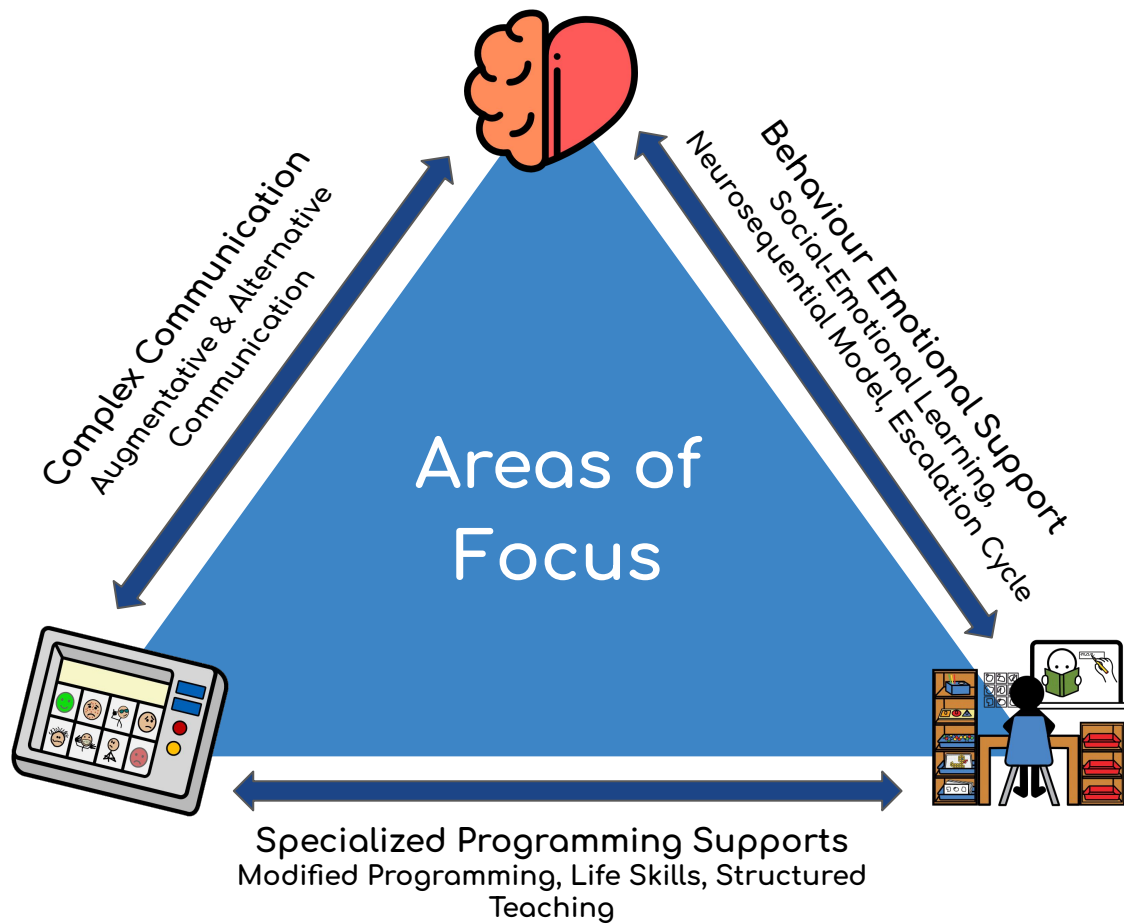 Complex Communication
Augmentative & Alternative
Communication
Behaviour Emotional Support
Social-Emotional Learning,
Neurosequential Model, Escalation Cycle
Areas of
Focus
Specialized Programming Supports
Modified Programming, Life Skills, Structured
Teaching